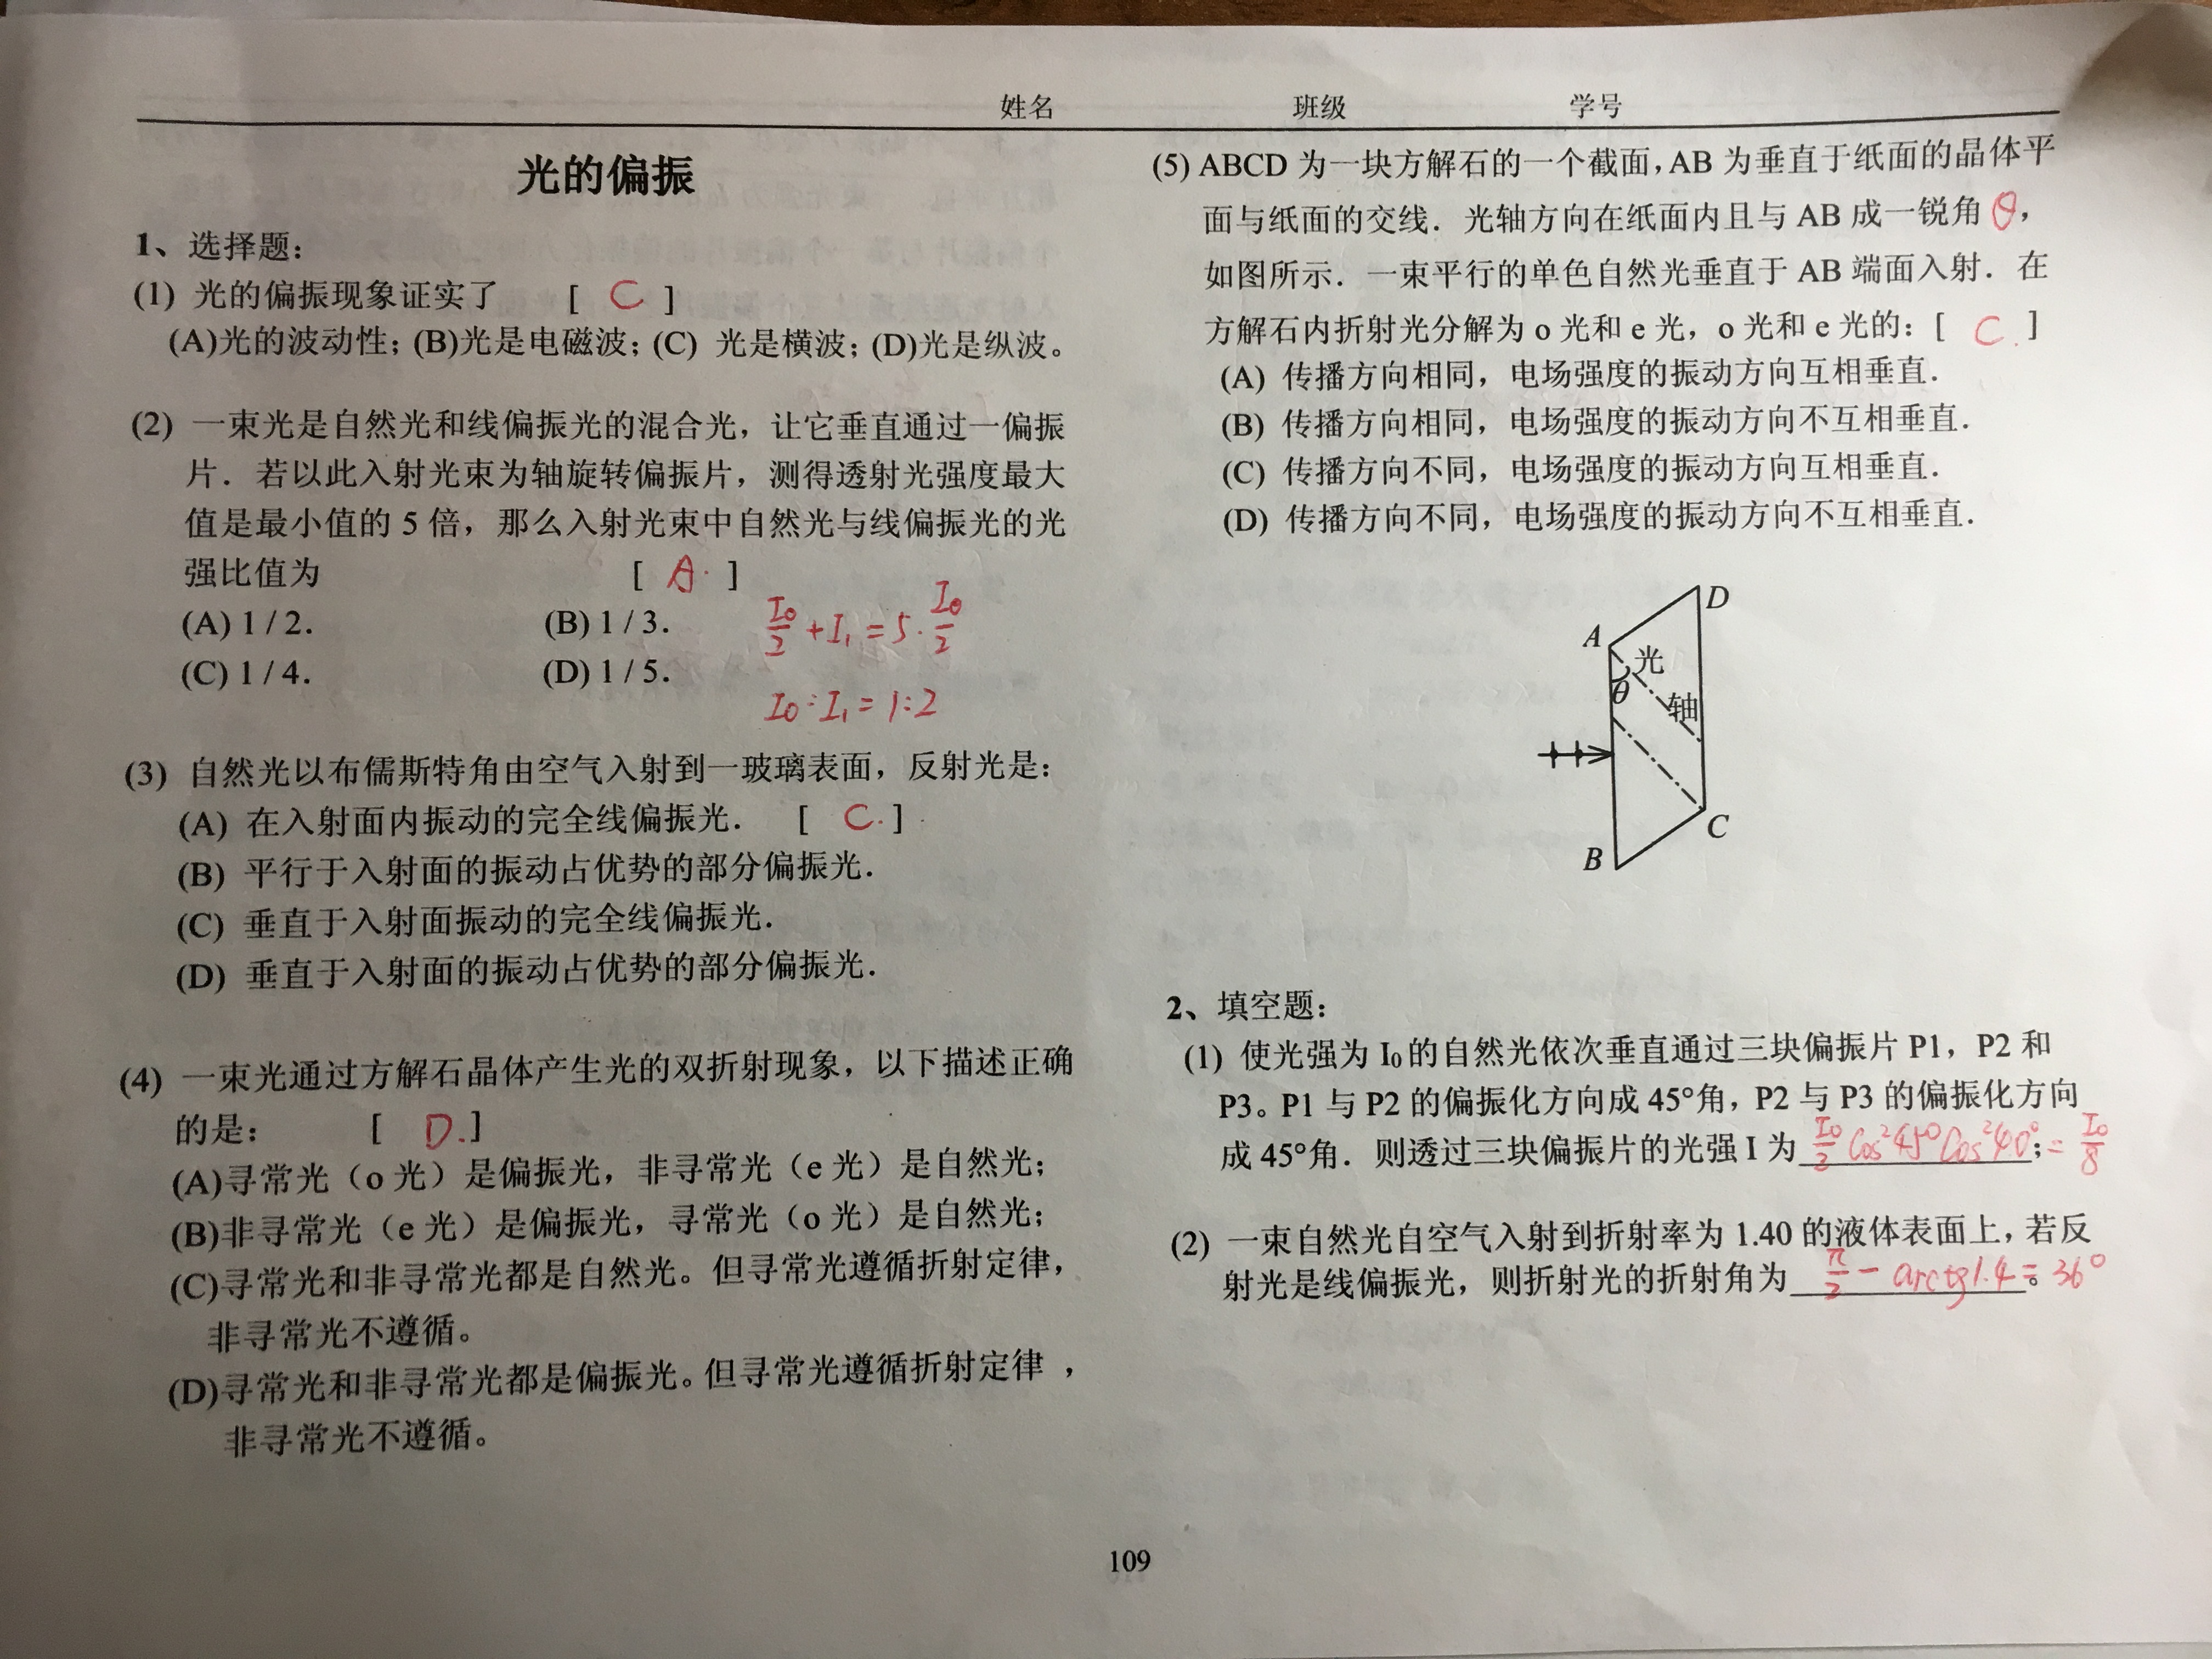 姓名 班级 学号
光的偏振
1、选择题：
(1) 光的偏振现象证实了 [ C ]
(A)光的波动性；(B)光是电磁波；(C) 光是横波；(D)光是纵波。
(2) 一束光是自然光和线偏振光的混合光，让它垂直通过一偏振
片．若以此入射光束为轴旋转偏振片，测得透射光强度最大
值是最小值的 5 倍，那么入射光束中自然光与线偏振光的光
强比值为 [ A. ]
(A) 1 / 2. (B) 1 / 3.
(C) 1 / 4. (D) 1 / 5.
I0/2 + I1 = 5 · I0/2
I0 : I1 = 1:2
(3) 自然光以布儒斯特角由空气入射到一玻璃表面，反射光是：
(A) 在入射面内振动的完全线偏振光． [ C. ]
(B) 平行于入射面的振动占优势的部分偏振光．
(C) 垂直于入射面振动的完全线偏振光．
(D) 垂直于入射面的振动占优势的部分偏振光．
(4) 一束光通过方解石晶体产生光的双折射现象，以下描述正确
的是： [ D. ]
(A)寻常光（o 光）是偏振光，非寻常光（e 光）是自然光；
(B)非寻常光（e 光）是偏振光，寻常光（o 光）是自然光；
(C)寻常光和非寻常光都是自然光。但寻常光遵循折射定律，
非寻常光不遵循。
(D)寻常光和非寻常光都是偏振光。但寻常光遵循折射定律，
非寻常光不遵循。
(5) ABCD 为一块方解石的一个截面，AB 为垂直于纸面的晶体平
面与纸面的交线．光轴方向在纸面内且与 AB 成一锐角 θ，
如图所示．一束平行的单色自然光垂直于 AB 端面入射．在
方解石内折射光分解为 o 光和 e 光，o 光和 e 光的：[ C. ]
(A) 传播方向相同，电场强度的振动方向互相垂直．
(B) 传播方向相同，电场强度的振动方向不互相垂直．
(C) 传播方向不同，电场强度的振动方向互相垂直．
(D) 传播方向不同，电场强度的振动方向不互相垂直．
D
A
光
θ
轴
C
B
2、填空题：
(1) 使光强为 I0 的自然光依次垂直通过三块偏振片 P1，P2 和
P3。P1 与 P2 的偏振化方向成 45°角，P2 与 P3 的偏振化方向
成 45°角．则透过三块偏振片的光强 I 为 I0/2 cos²45° cos²40° ; = I0/8
(2) 一束自然光自空气入射到折射率为 1.40 的液体表面上，若反
射光是线偏振光，则折射光的折射角为 π/2 - arctg1.4 = 36° 。
109